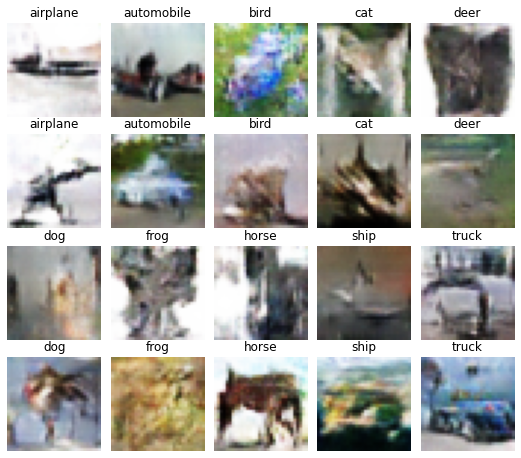 airplane automobile bird cat deer
airplane automobile bird cat deer
dog frog horse ship truck
dog frog horse ship truck